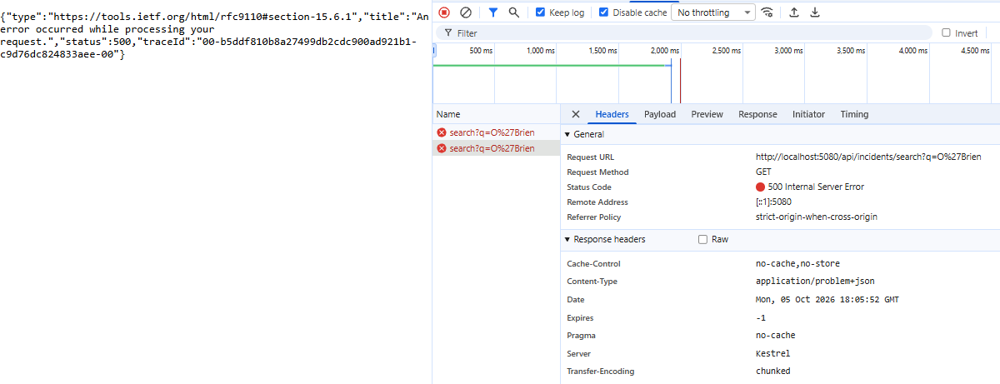 {"type":"https://tools.ietf.org/html/rfc9110#section-15.6.1","title":"An
error occurred while processing your
request.","status":500,"traceId":"00-b5ddf810b8a27499db2cdc900ad921b1-
c9d76dc824833aee-00"}
Keep log
Disable cache
No throttling
Filter
Invert
500 ms
1,000 ms
1,500 ms
2,000 ms
2,500 ms
3,000 ms
3,500 ms
4,000 ms
4,500 ms
Name
Headers
Payload
Preview
Response
Initiator
Timing
search?q=O%27Brien
search?q=O%27Brien
General
Request URL
http://localhost:5080/api/incidents/search?q=O%27Brien
Request Method
GET
Status Code
500 Internal Server Error
Remote Address
[::1]:5080
Referrer Policy
strict-origin-when-cross-origin
Response headers
Raw
Cache-Control
no-cache,no-store
Content-Type
application/problem+json
Date
Mon, 05 Oct 2026 18:05:52 GMT
Expires
-1
Pragma
no-cache
Server
Kestrel
Transfer-Encoding
chunked